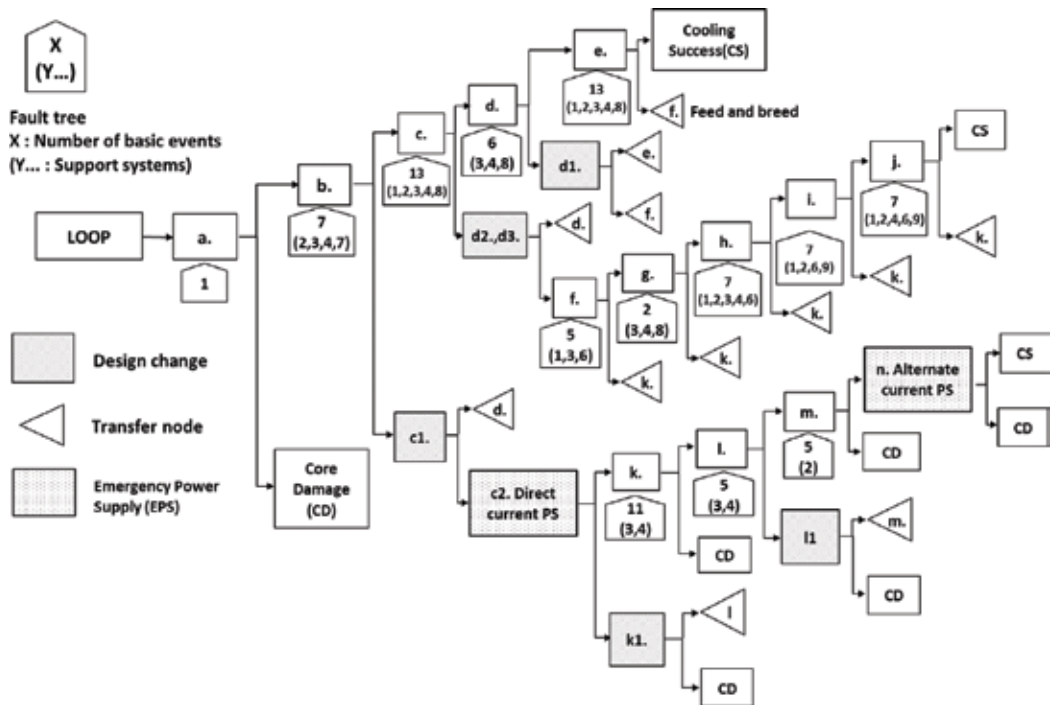 X
(Y...)
Fault tree
X : Number of basic events
(Y... : Support systems)
LOOP
a.
1
b.
7
(2,3,4,7)
c.
13
(1,2,3,4,8)
d.
6
(3,4,8)
e.
13
(1,2,3,4,8)
Cooling
Success(CS)
f.
Feed and breed
d1.
e.
f.
d2.,d3.
d.
f.
5
(1,3,6)
g.
2
(3,4,8)
h.
7
(1,2,3,4,6)
i.
7
(1,2,6,9)
j.
7
(1,2,4,6,9)
CS
k.
k.
k.
k.
k.
Design change
Transfer node
Emergency Power
Supply (EPS)
Core
Damage
(CD)
c1.
d.
c2. Direct
current PS
k.
11
(3,4)
l.
5
(3,4)
m.
5
(2)
n. Alternate
current PS
CS
CD
CD
CD
l1
m.
CD
k1.
l
CD